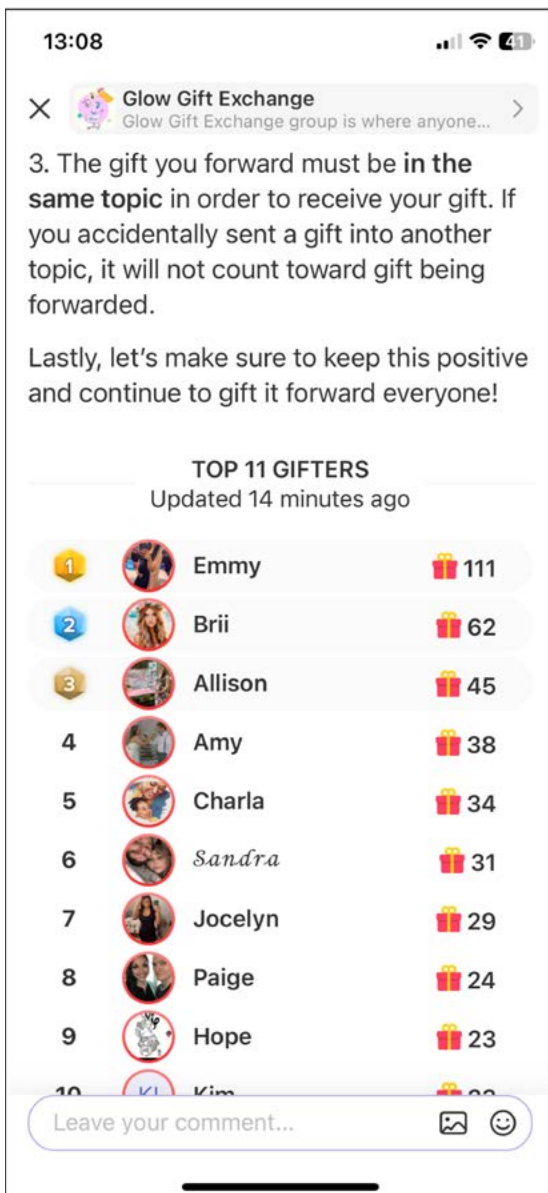 13:08
41
Glow Gift Exchange
Glow Gift Exchange group is where anyone...
3. The gift you forward must be in the
same topic in order to receive your gift. If
you accidentally sent a gift into another
topic, it will not count toward gift being
forwarded.
Lastly, let's make sure to keep this positive
and continue to gift it forward everyone!
TOP 11 GIFTERS
Updated 14 minutes ago
1 Emmy 111
2 Brii 62
3 Allison 45
4 Amy 38
5 Charla 34
6 𝓢𝓪𝓷𝓭𝓻𝓪 31
7 Jocelyn 29
8 Paige 24
9 Hope 23
10 KI Kim
Leave your comment...